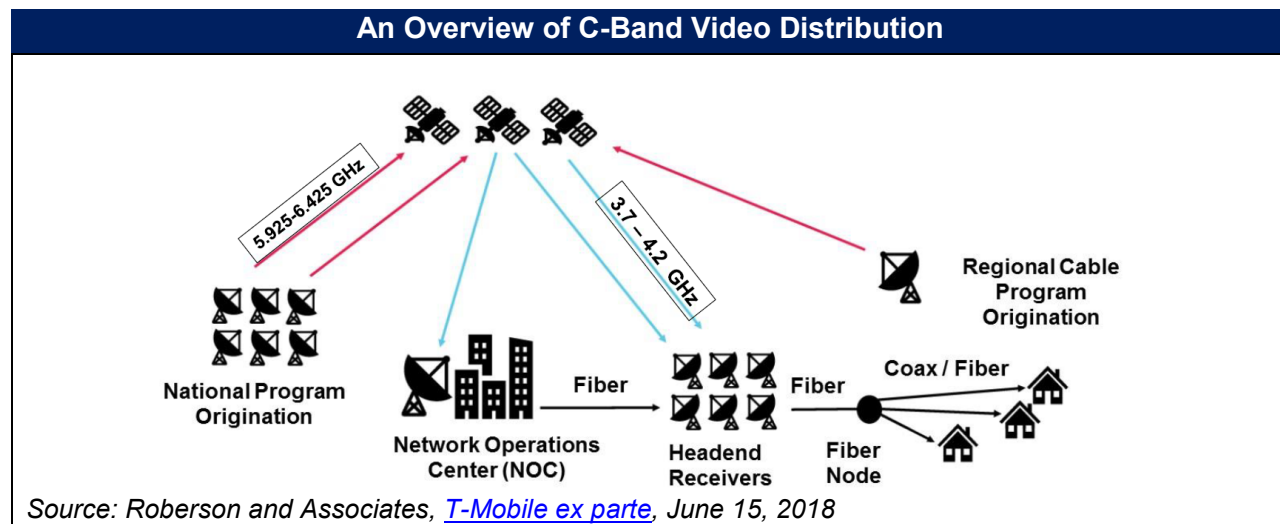 An Overview of C-Band Video Distribution
5.925-6.425 GHz
3.7 – 4.2 GHz
Regional Cable
Program
Origination
National Program
Origination
Fiber
Fiber
Coax / Fiber
Network Operations
Center (NOC)
Headend
Receivers
Fiber
Node
Source: Roberson and Associates, T-Mobile ex parte, June 15, 2018